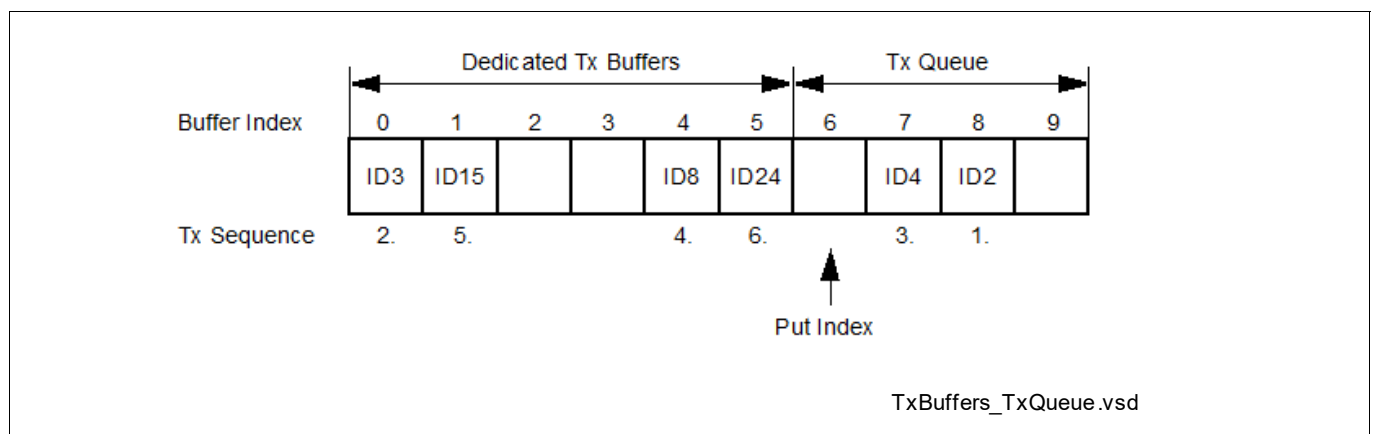 Dedicated Tx Buffers Tx Queue
Buffer Index 0 1 2 3 4 5 6 7 8 9
ID3 ID15 ID8 ID24 ID4 ID2
Tx Sequence 2. 5. 4. 6. 3. 1.
Put Index
TxBuffers_TxQueue.vsd